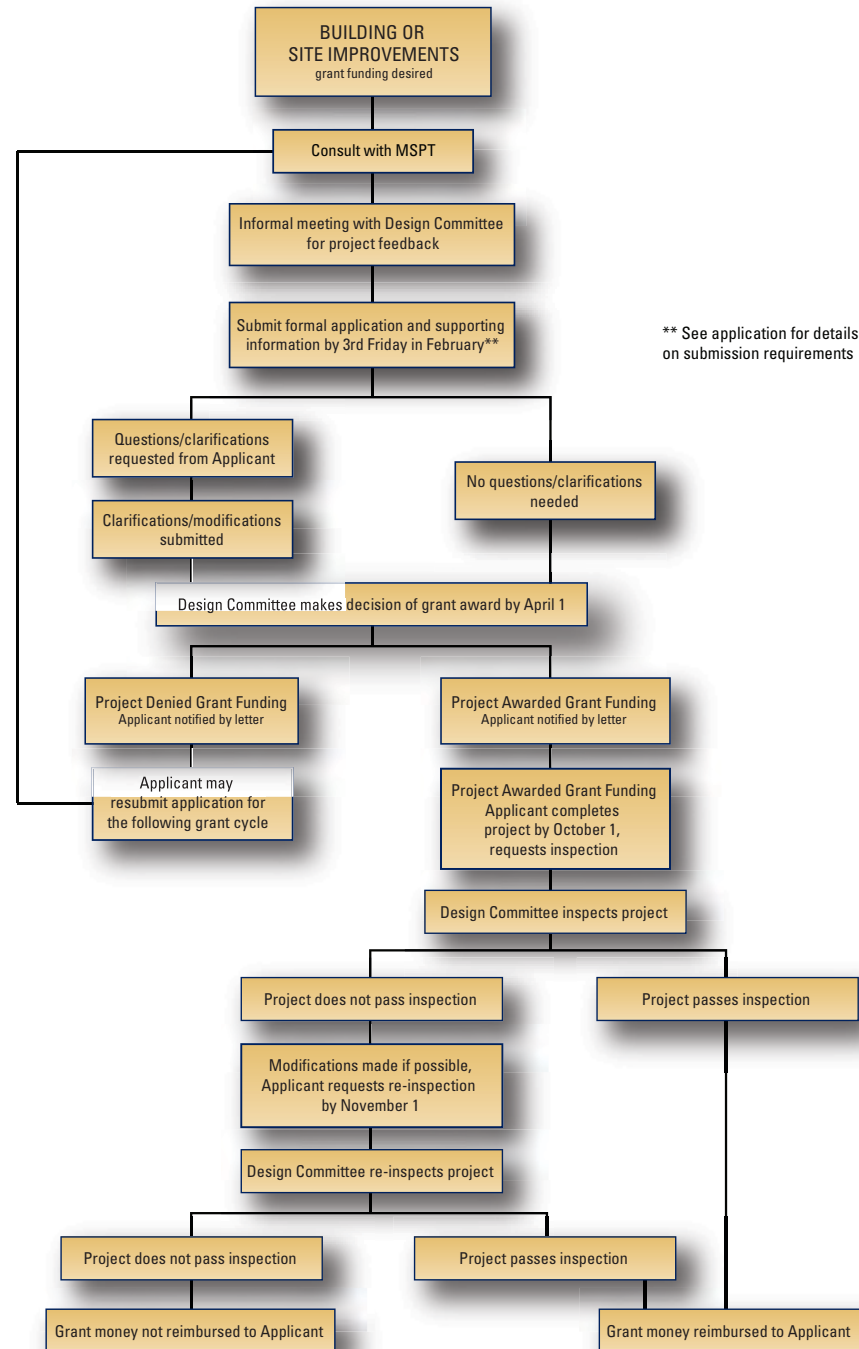 BUILDING OR
SITE IMPROVEMENTS
grant funding desired
Consult with MSPT
Informal meeting with Design Committee
for project feedback
Submit formal application and supporting
information by 3rd Friday in February**
** See application for details
on submission requirements
Questions/clarifications
requested from Applicant
No questions/clarifications
needed
Clarifications/modifications
submitted
Design Committee makes decision of grant award by April 1
Project Denied Grant Funding
Applicant notified by letter
Project Awarded Grant Funding
Applicant notified by letter
Applicant may
resubmit application for
the following grant cycle
Project Awarded Grant Funding
Applicant completes
project by October 1,
requests inspection
Design Committee inspects project
Project does not pass inspection
Project passes inspection
Modifications made if possible,
Applicant requests re-inspection
by November 1
Design Committee re-inspects project
Project does not pass inspection
Project passes inspection
Grant money not reimbursed to Applicant
Grant money reimbursed to Applicant